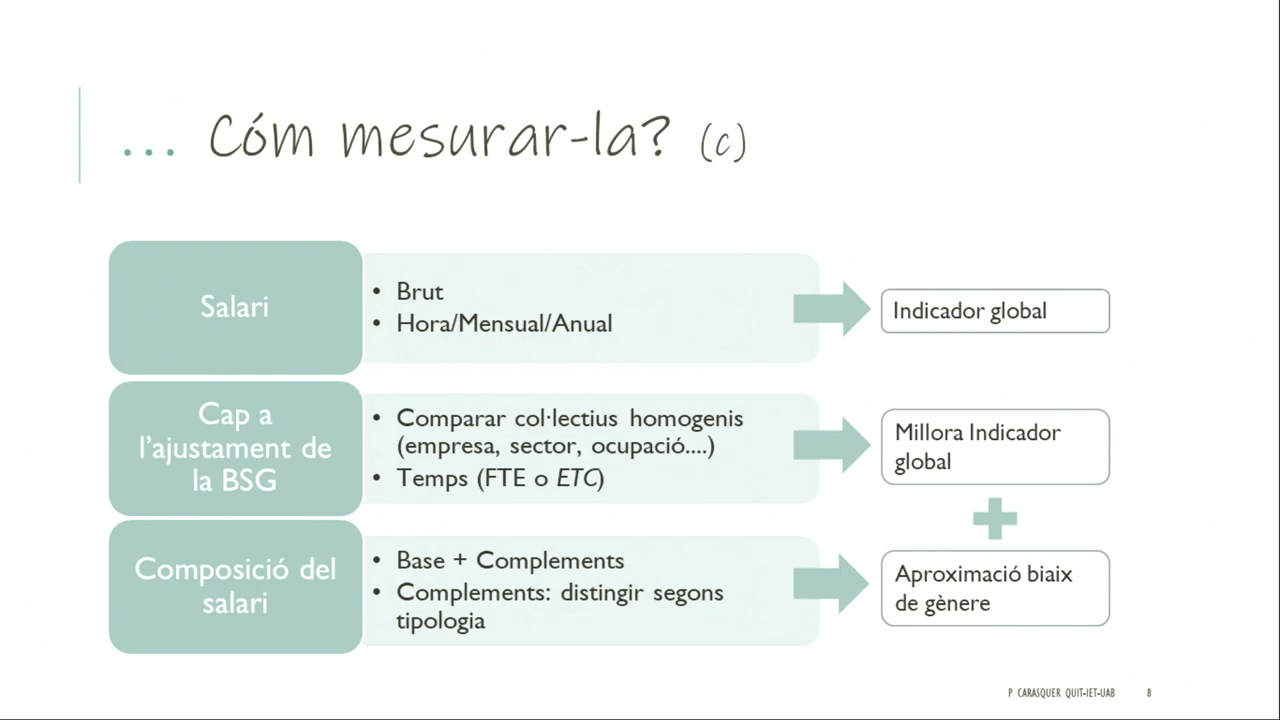 ... Cóm mesurar-la? (c)
Salari
• Brut
• Hora/Mensual/Anual
Indicador global
Cap a
l'ajustament de
la BSG
• Comparar col·lectius homogenis
(empresa, sector, ocupació....)
• Temps (FTE o ETC)
Millora Indicador
global
Composició del
salari
• Base + Complements
• Complements: distingir segons
tipologia
Aproximació biaix
de gènere
P CARASQUER QUIT-IET-UAB 8